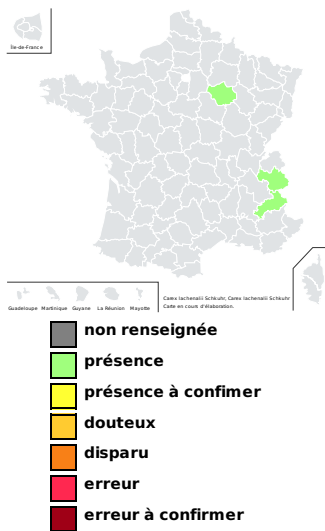 Île-de-France
Guadeloupe Martinique Guyane La Réunion Mayotte
Carex lachenalii Schkuhr, Carex lachenalii Schkuhr
Carte en cours d'élaboration.
non renseignée
présence
présence à confimer
douteux
disparu
erreur
erreur à confirmer